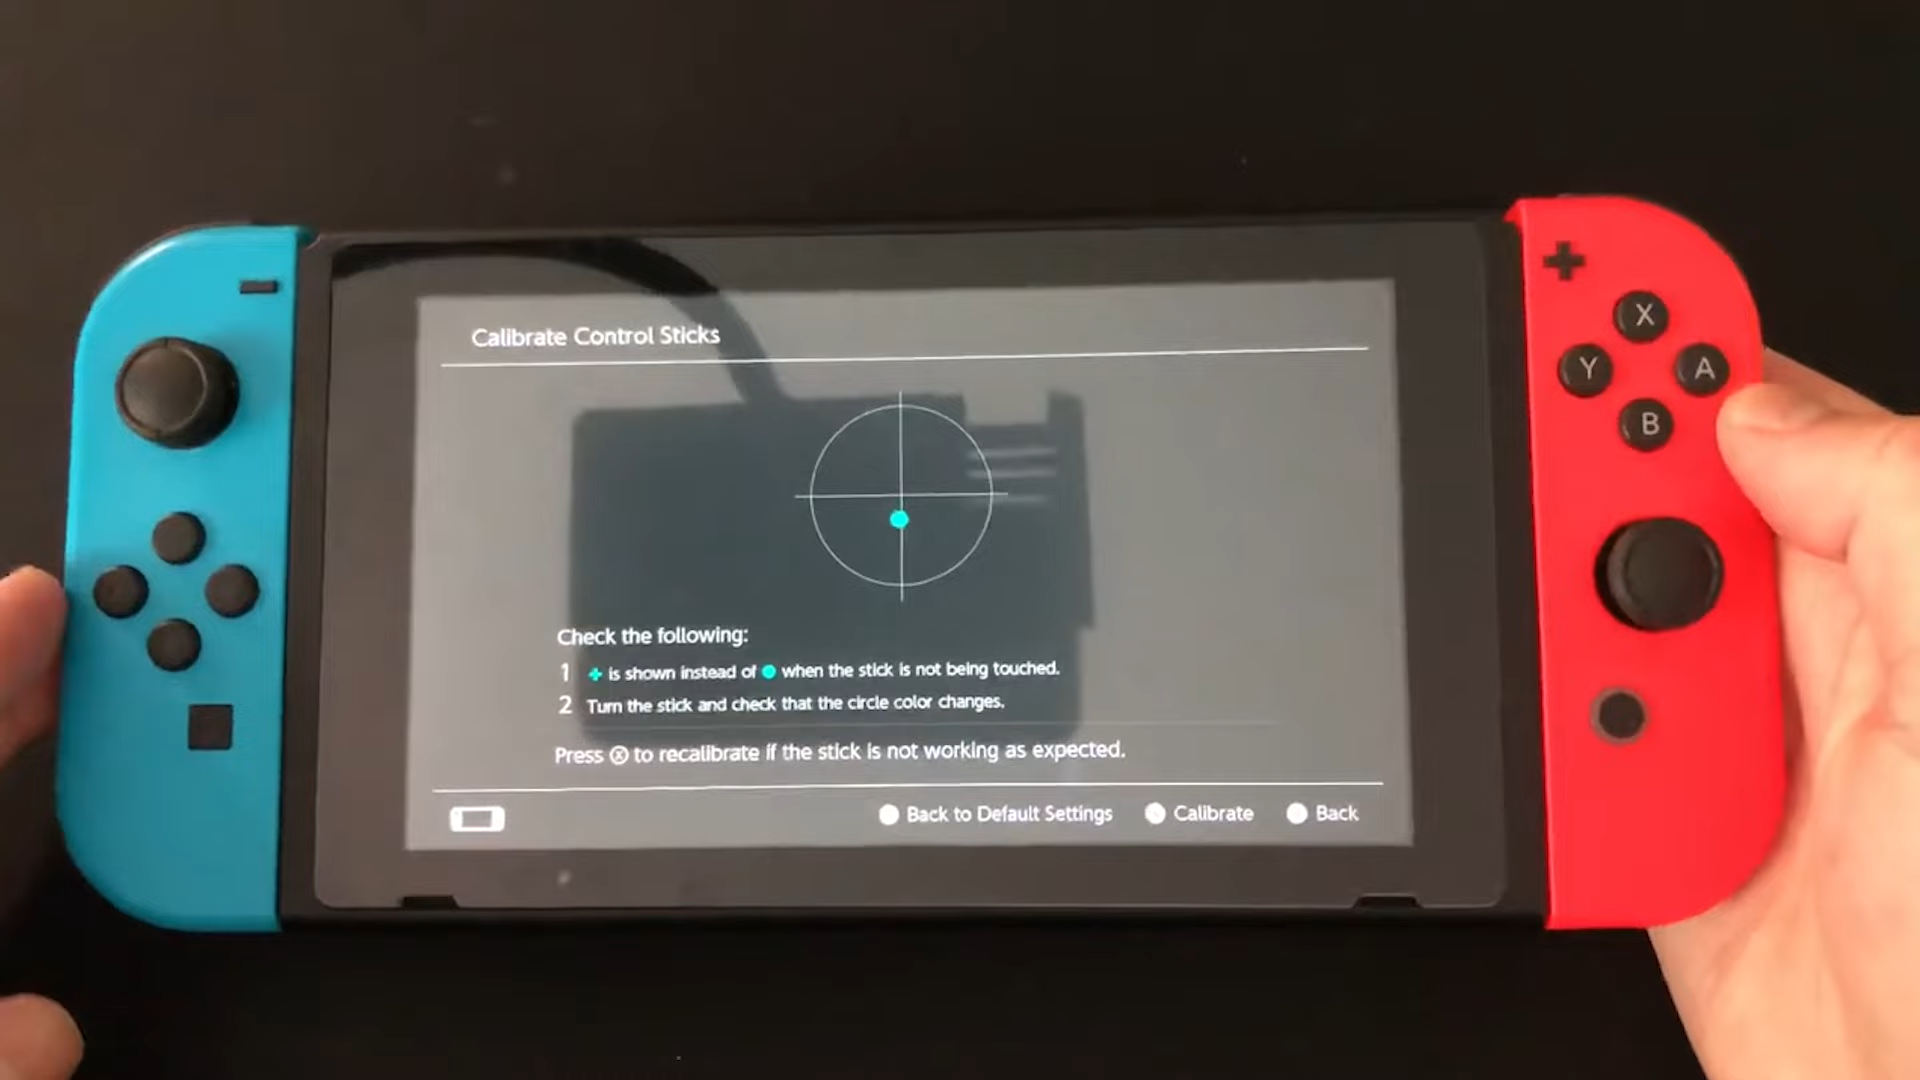 Calibrate Control Sticks
X
Y
A
B
Check the following:
1 + is shown instead of ● when the stick is not being touched.
2 Turn the stick and check that the circle color changes.
Press Ⓧ to recalibrate if the stick is not working as expected.
Back to Default Settings Calibrate Back